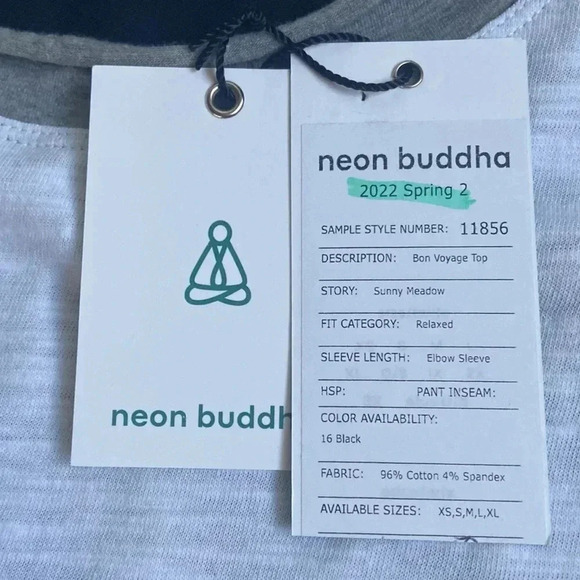 neon buddh
neon buddha
2022 Spring 2
SAMPLE STYLE NUMBER: 11856
DESCRIPTION: Bon Voyage Top
STORY: Sunny Meadow
FIT CATEGORY: Relaxed
SLEEVE LENGTH: Elbow Sleeve
HSP: PANT INSEAM:
COLOR AVAILABILITY:
16 Black
FABRIC: 96% Cotton 4% Spandex
AVAILABLE SIZES: XS,S,M,L,XL